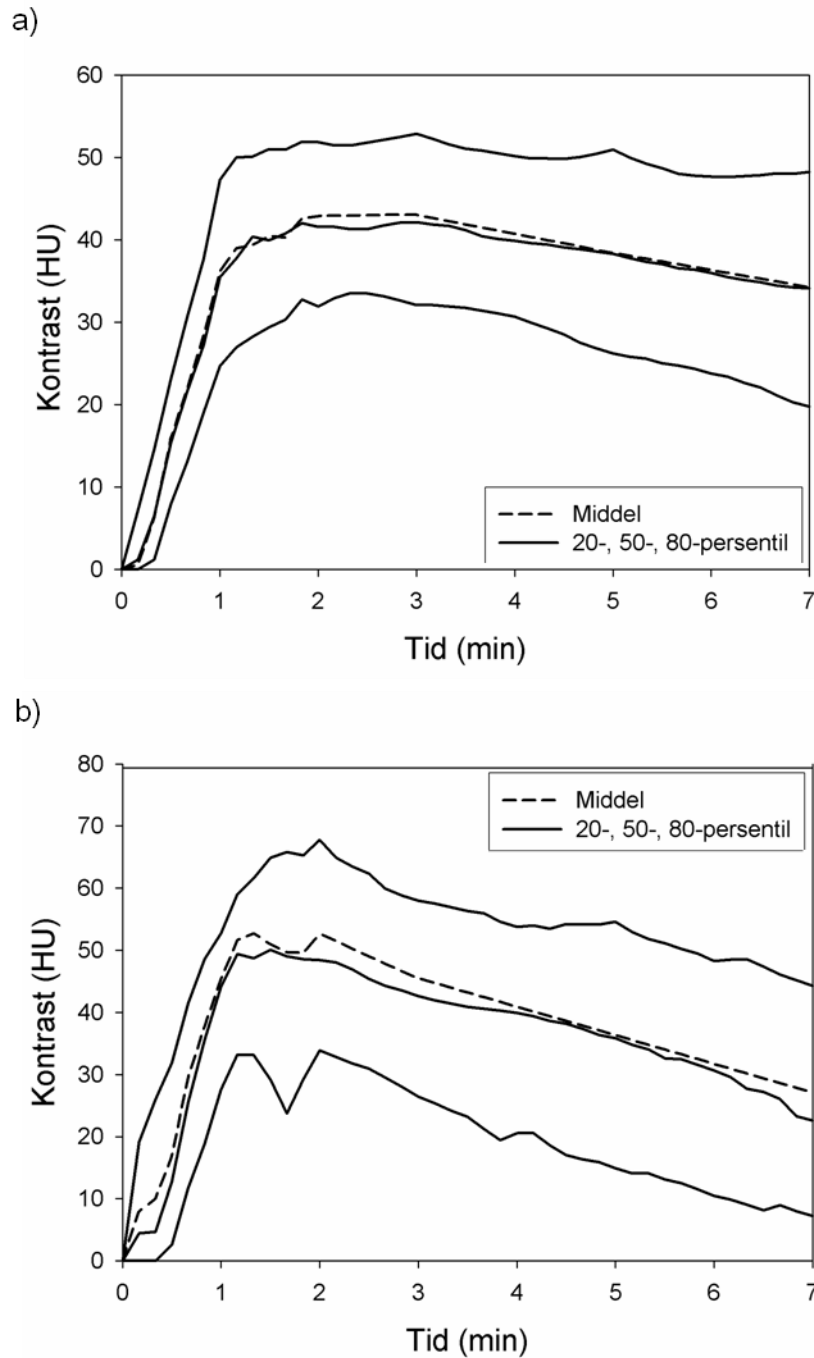 a)
60
50
40
30
20
10
0
Kontrast (HU)
Middel
20-, 50-, 80-persentil
0 1 2 3 4 5 6 7
Tid (min)
b)
80
70
60
50
40
30
20
10
0
Kontrast (HU)
Middel
20-, 50-, 80-persentil
0 1 2 3 4 5 6 7
Tid (min)